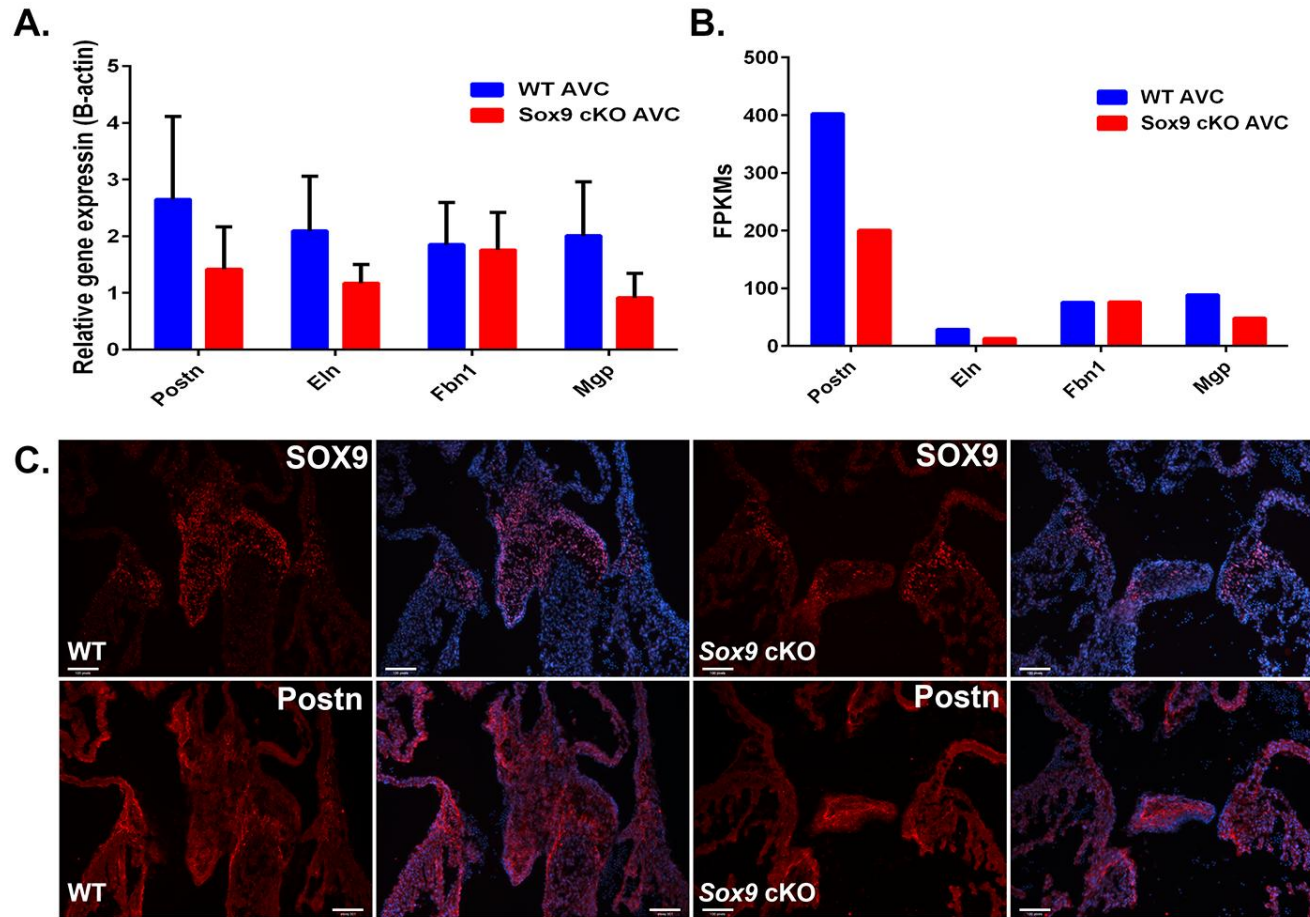 A.
Relative gene expressin (B-actin)
5
4
3
2
1
0
WT AVC
Sox9 cKO AVC
Postn
Eln
Fbn1
Mgp
B.
FPKMs
500
400
300
200
100
0
WT AVC
Sox9 cKO AVC
Postn
Eln
Fbn1
Mgp
C.
SOX9
SOX9
WT
Sox9 cKO
Postn
Postn
WT
Sox9 cKO